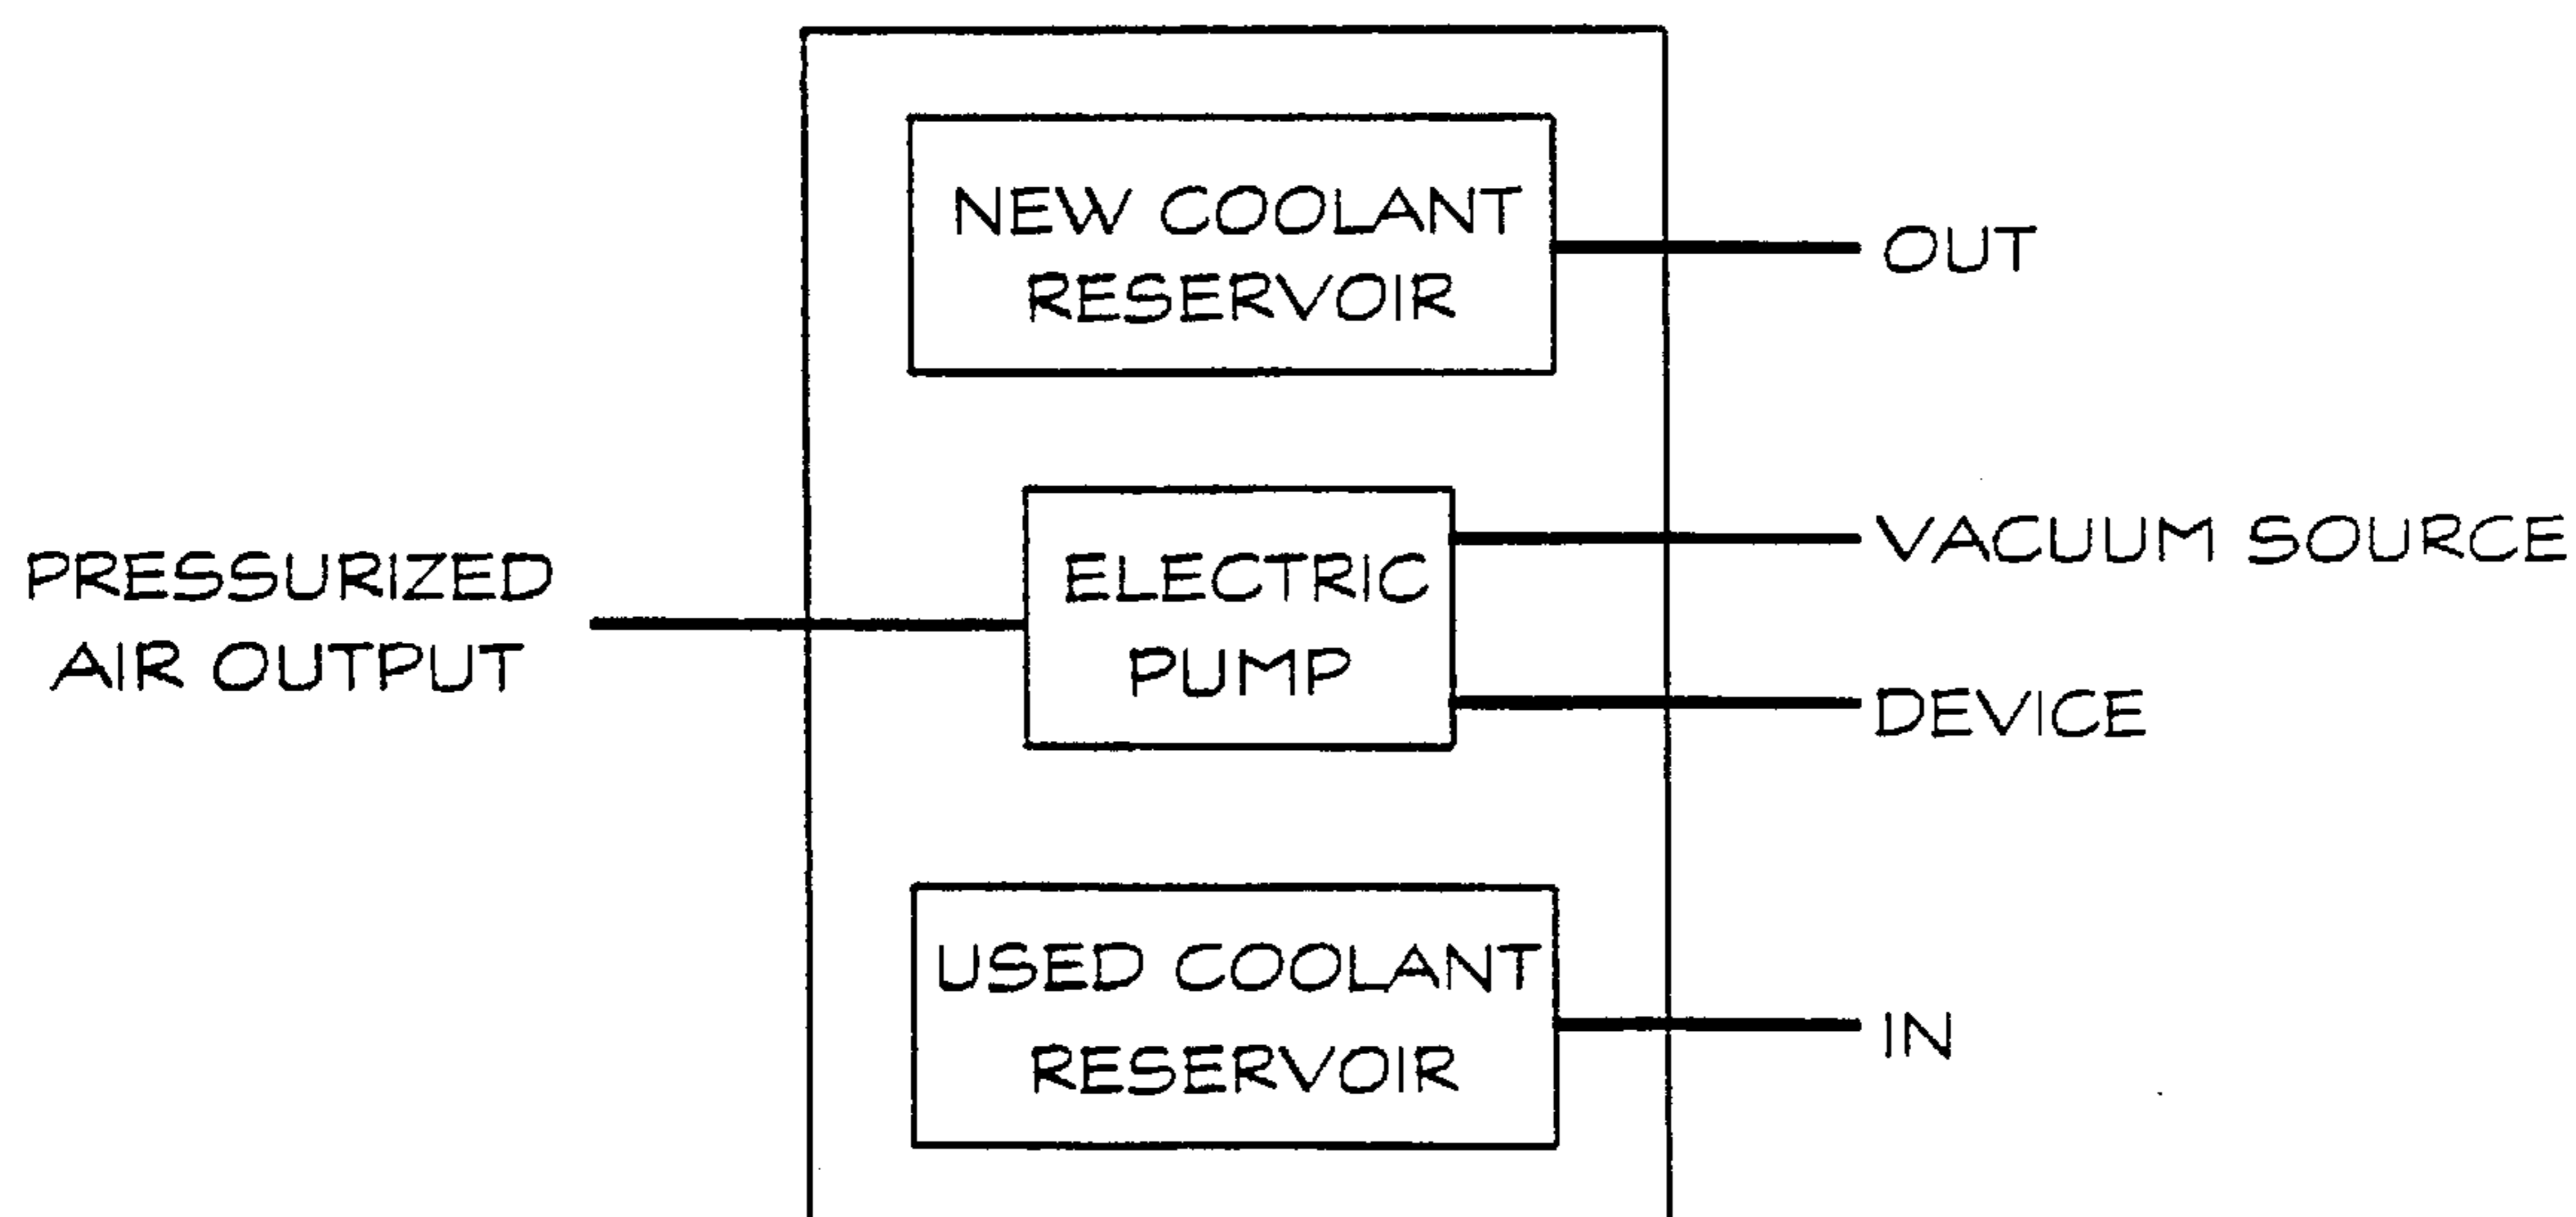 NEW COOLANT
RESERVOIR
OUT
PRESSURIZED
AIR OUTPUT
ELECTRIC
PUMP
VACUUM SOURCE
DEVICE
USED COOLANT
RESERVOIR
IN